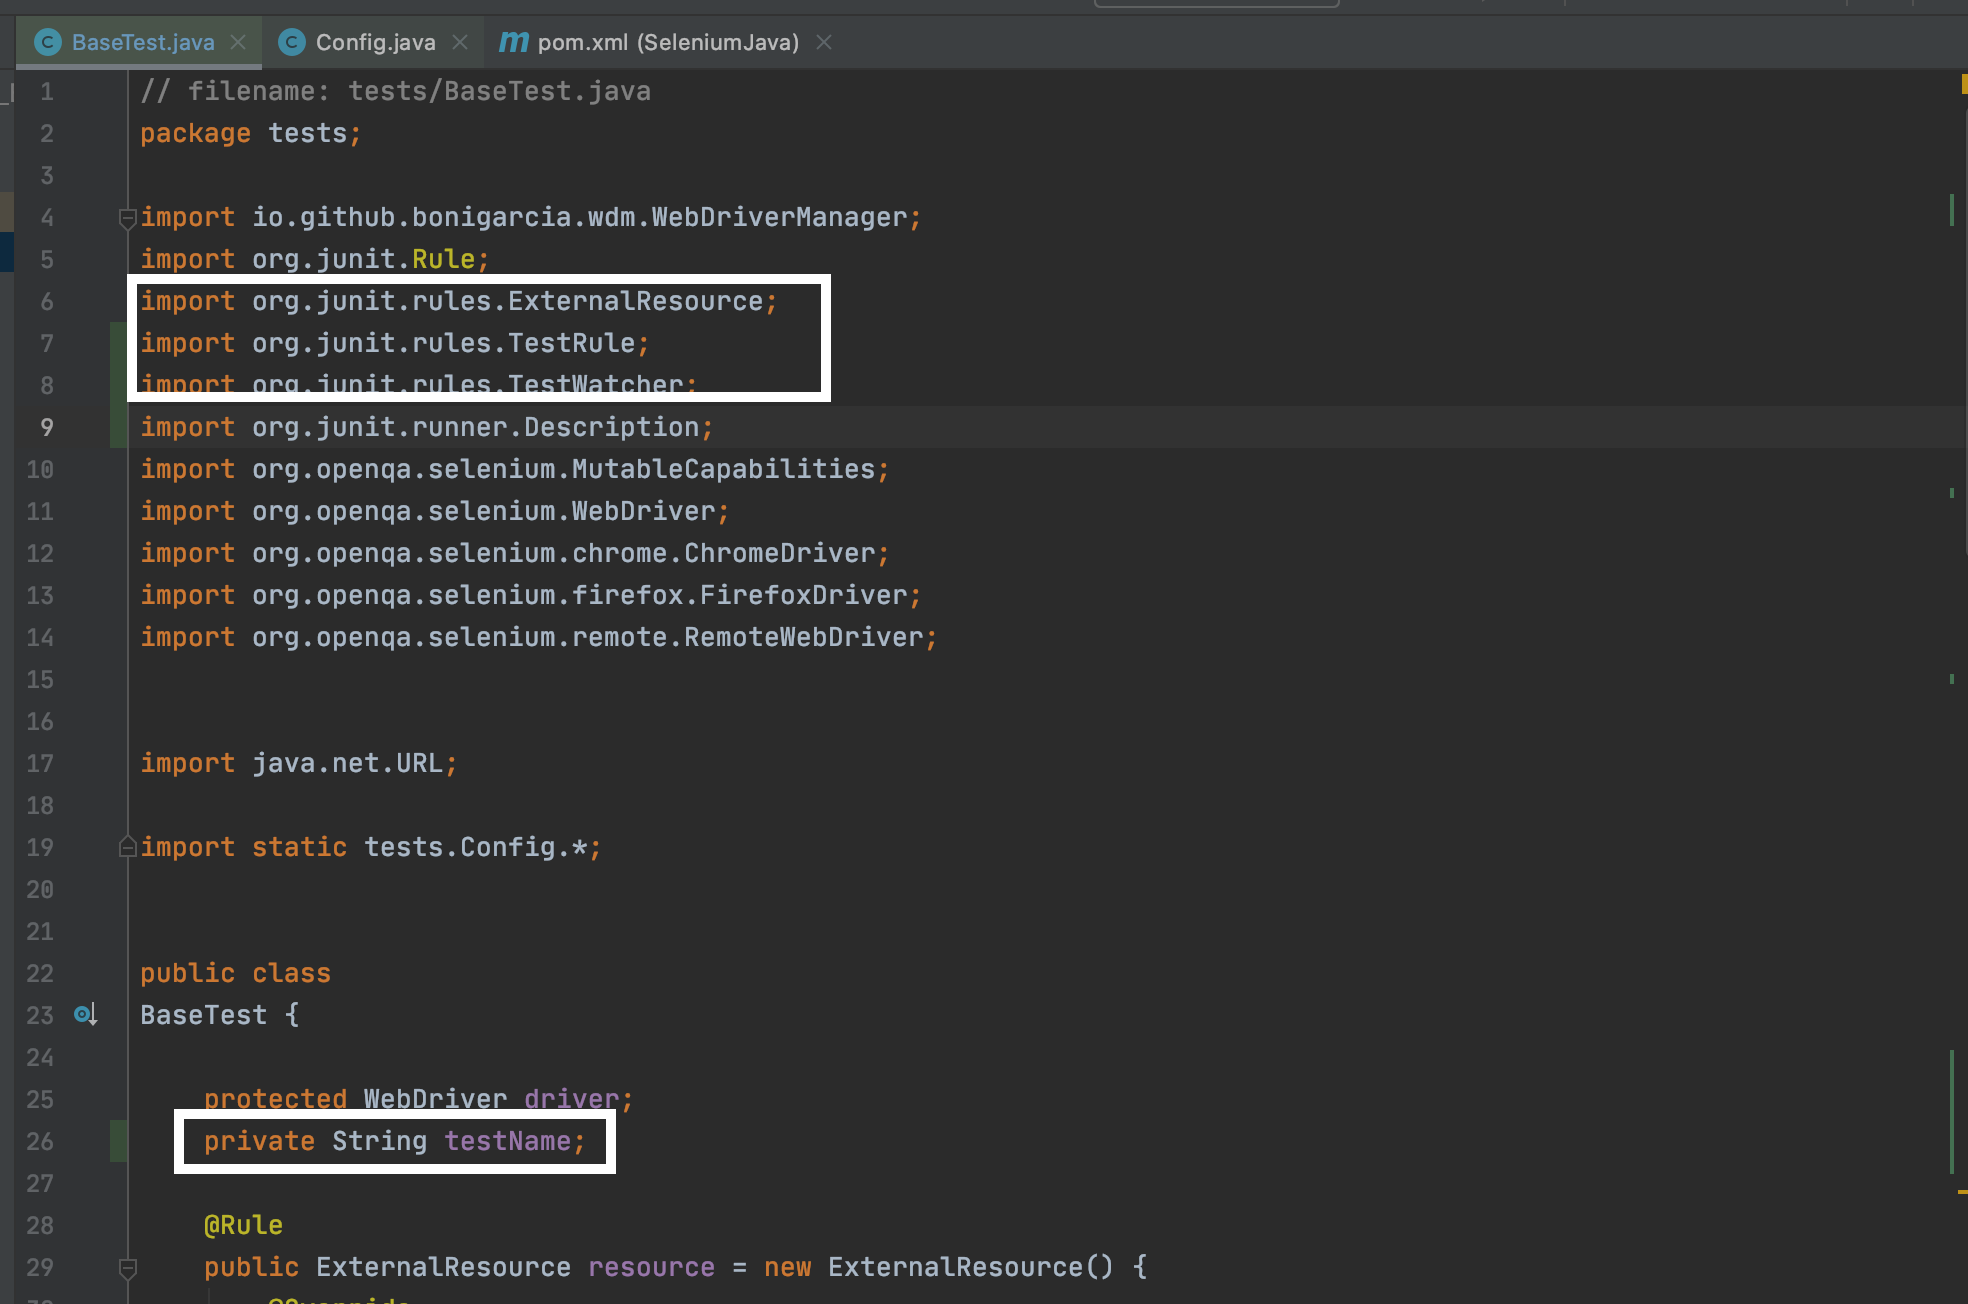 BaseTest.java Config.java pom.xml (SeleniumJava)
1 // filename: tests/BaseTest.java
2 package tests;
3
4 import io.github.bonigarcia.wdm.WebDriverManager;
5 import org.junit.Rule;
6 import org.junit.rules.ExternalResource;
7 import org.junit.rules.TestRule;
8 import org.junit.rules.TestWatcher;
9 import org.junit.runner.Description;
10 import org.openqa.selenium.MutableCapabilities;
11 import org.openqa.selenium.WebDriver;
12 import org.openqa.selenium.chrome.ChromeDriver;
13 import org.openqa.selenium.firefox.FirefoxDriver;
14 import org.openqa.selenium.remote.RemoteWebDriver;
15
16
17 import java.net.URL;
18
19 import static tests.Config.*;
20
21
22 public class
23 BaseTest {
24
25 protected WebDriver driver;
26 private String testName;
27
28 @Rule
29 public ExternalResource resource = new ExternalResource() {